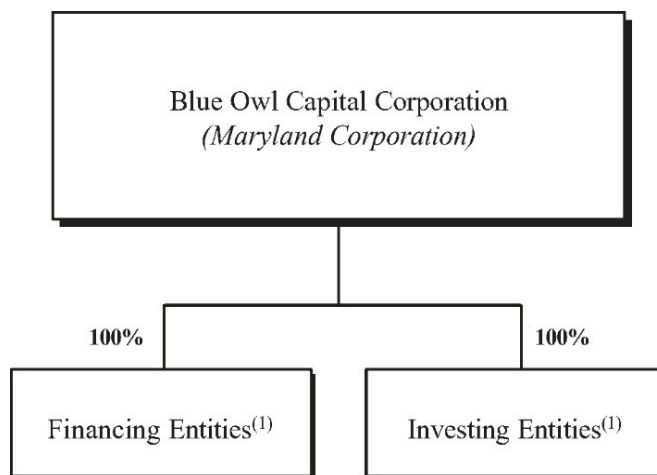 Blue Owl Capital Corporation
(Maryland Corporation)
100%
100%
Financing Entities(1)
Investing Entities(1)